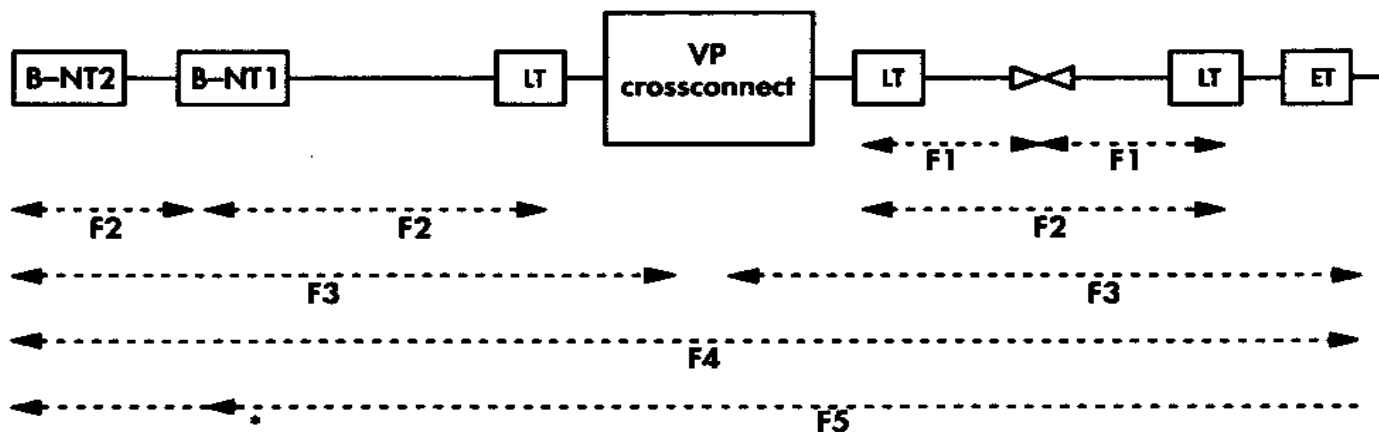 B–NT2 B–NT1 LT VP crossconnect LT LT ET
F1 F1
F2 F2 F2
F3 F3
F4
* F5